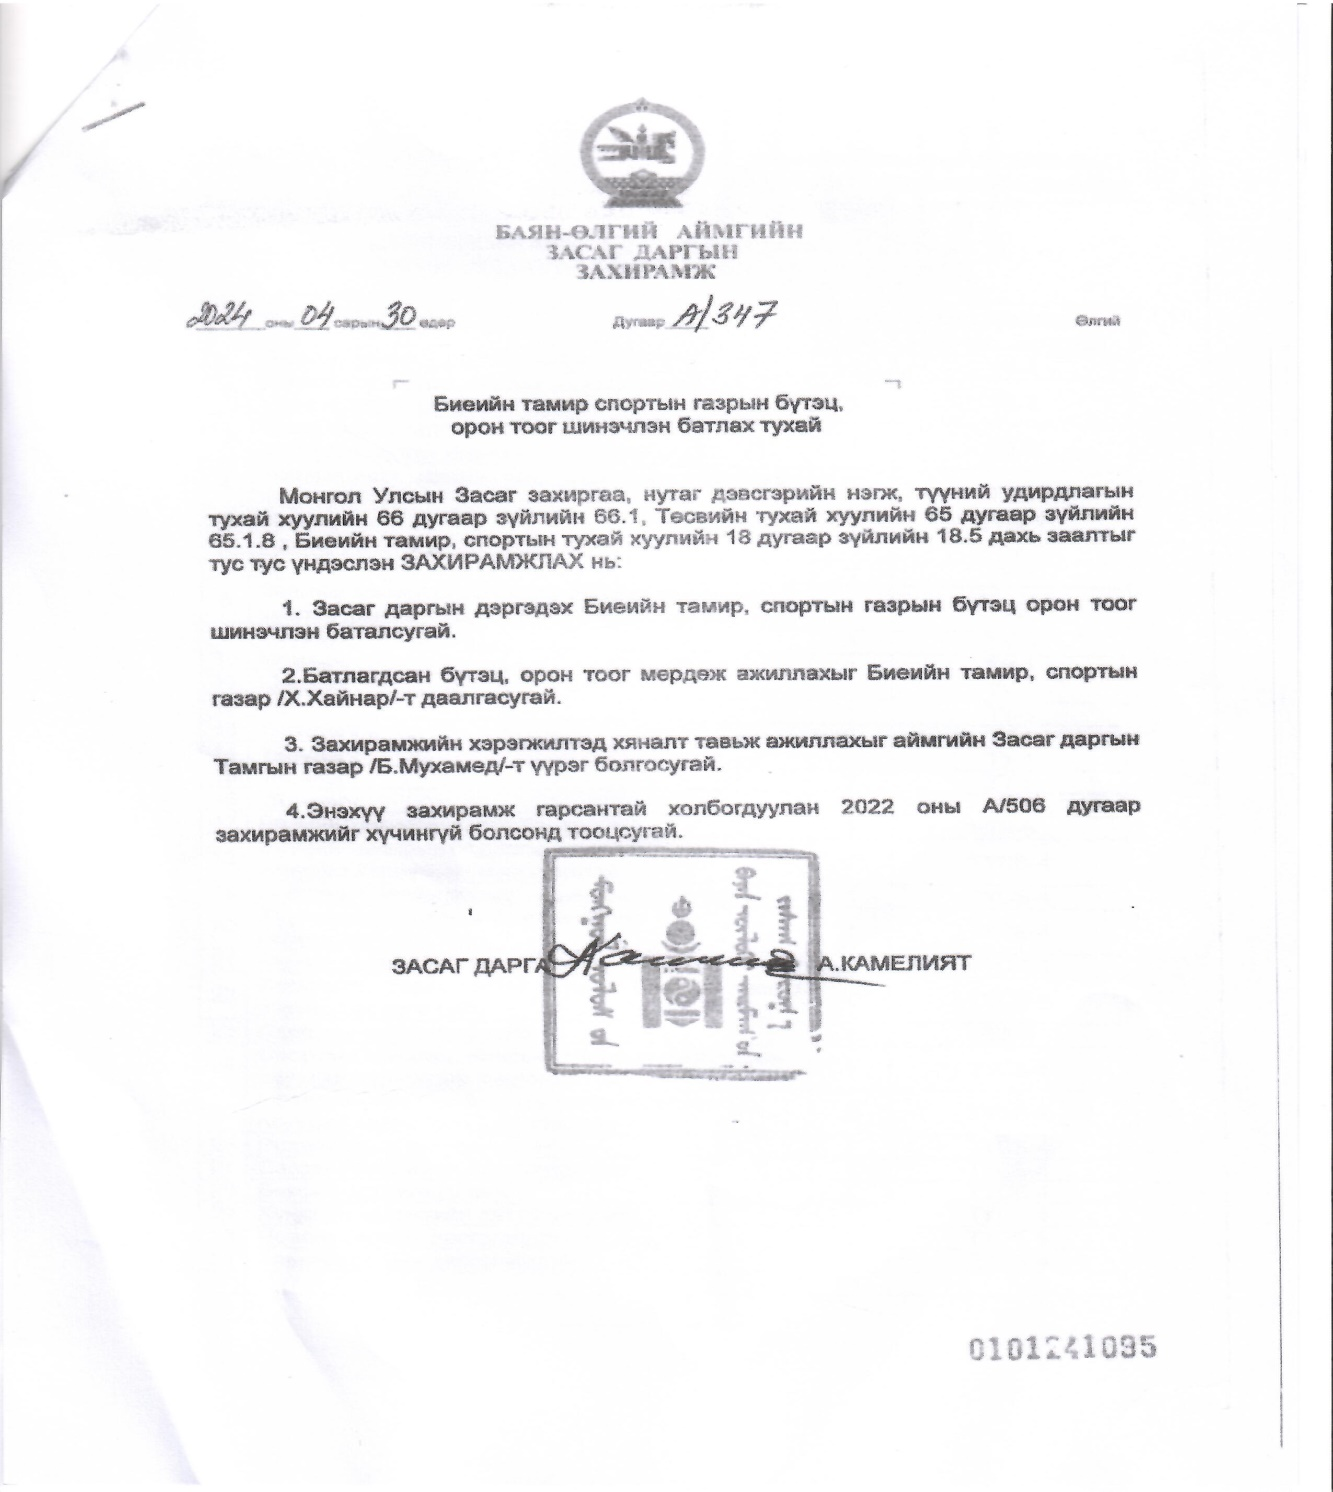 БАЯН-ӨЛГИЙ АЙМГИЙН
ЗАСАГ ДАРГЫН
ЗАХИРАМЖ
2024 оны 04 сарын 30 өдөр Дугаар А/347 Өлгий
Биеийн тамир спортын газрын бүтэц,
орон тоог шинэчлэн батлах тухай
Монгол Улсын Засаг захиргаа, нутаг дэвсгэрийн нэгж, түүний удирдлагын
тухай хуулийн 66 дугаар зүйлийн 66.1, Төсвийн тухай хуулийн 65 дугаар зүйлийн
65.1.8 , Биеийн тамир, спортын тухай хуулийн 18 дугаар зүйлийн 18.5 дахь заалтыг
тус тус үндэслэн ЗАХИРАМЖЛАХ нь:
1. Засаг даргын дэргэдэх Биеийн тамир, спортын газрын бүтэц орон тоог
шинэчлэн баталсугай.
2.Батлагдсан бүтэц, орон тоог мөрдөж ажиллахыг Биеийн тамир, спортын
газар /Х.Хайнар/-т даалгасугай.
3. Захирамжийн хэрэгжилтэд хяналт тавьж ажиллахыг аймгийн Засаг даргын
Тамгын газар /Б.Мухамед/-т үүрэг болгосугай.
4.Энэхүү захирамж гарсантай холбогдуулан 2022 оны А/506 дугаар
захирамжийг хүчингүй болсонд тооцсугай.
ЗАСАГ ДАРГА А.КАМЕЛИЯТ
0101241095